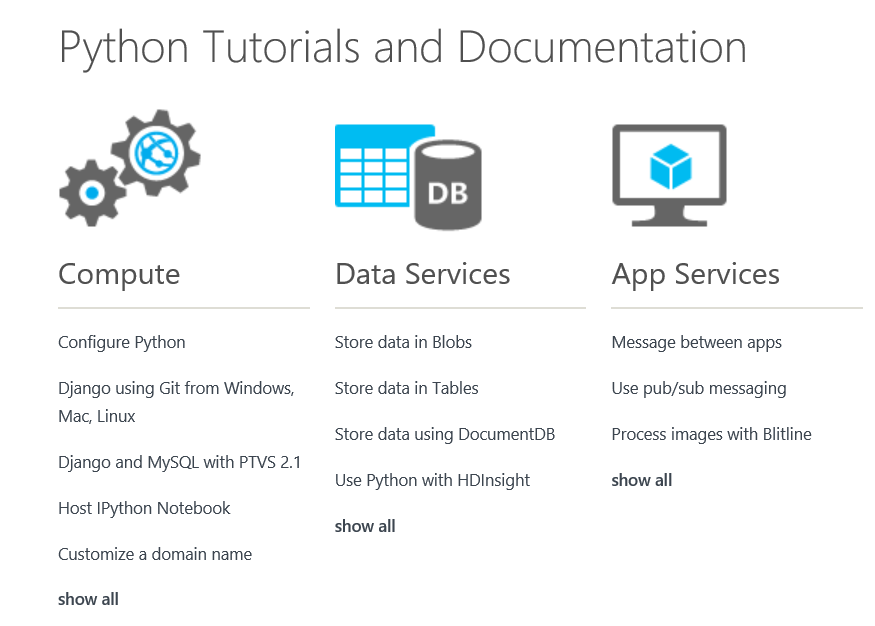 Python Tutorials and Documentation
DB
Compute
Configure Python
Django using Git from Windows,
Mac, Linux
Django and MySQL with PTVS 2.1
Host IPython Notebook
Customize a domain name
show all
Data Services
Store data in Blobs
Store data in Tables
Store data using DocumentDB
Use Python with HDInsight
show all
App Services
Message between apps
Use pub/sub messaging
Process images with Blitline
show all